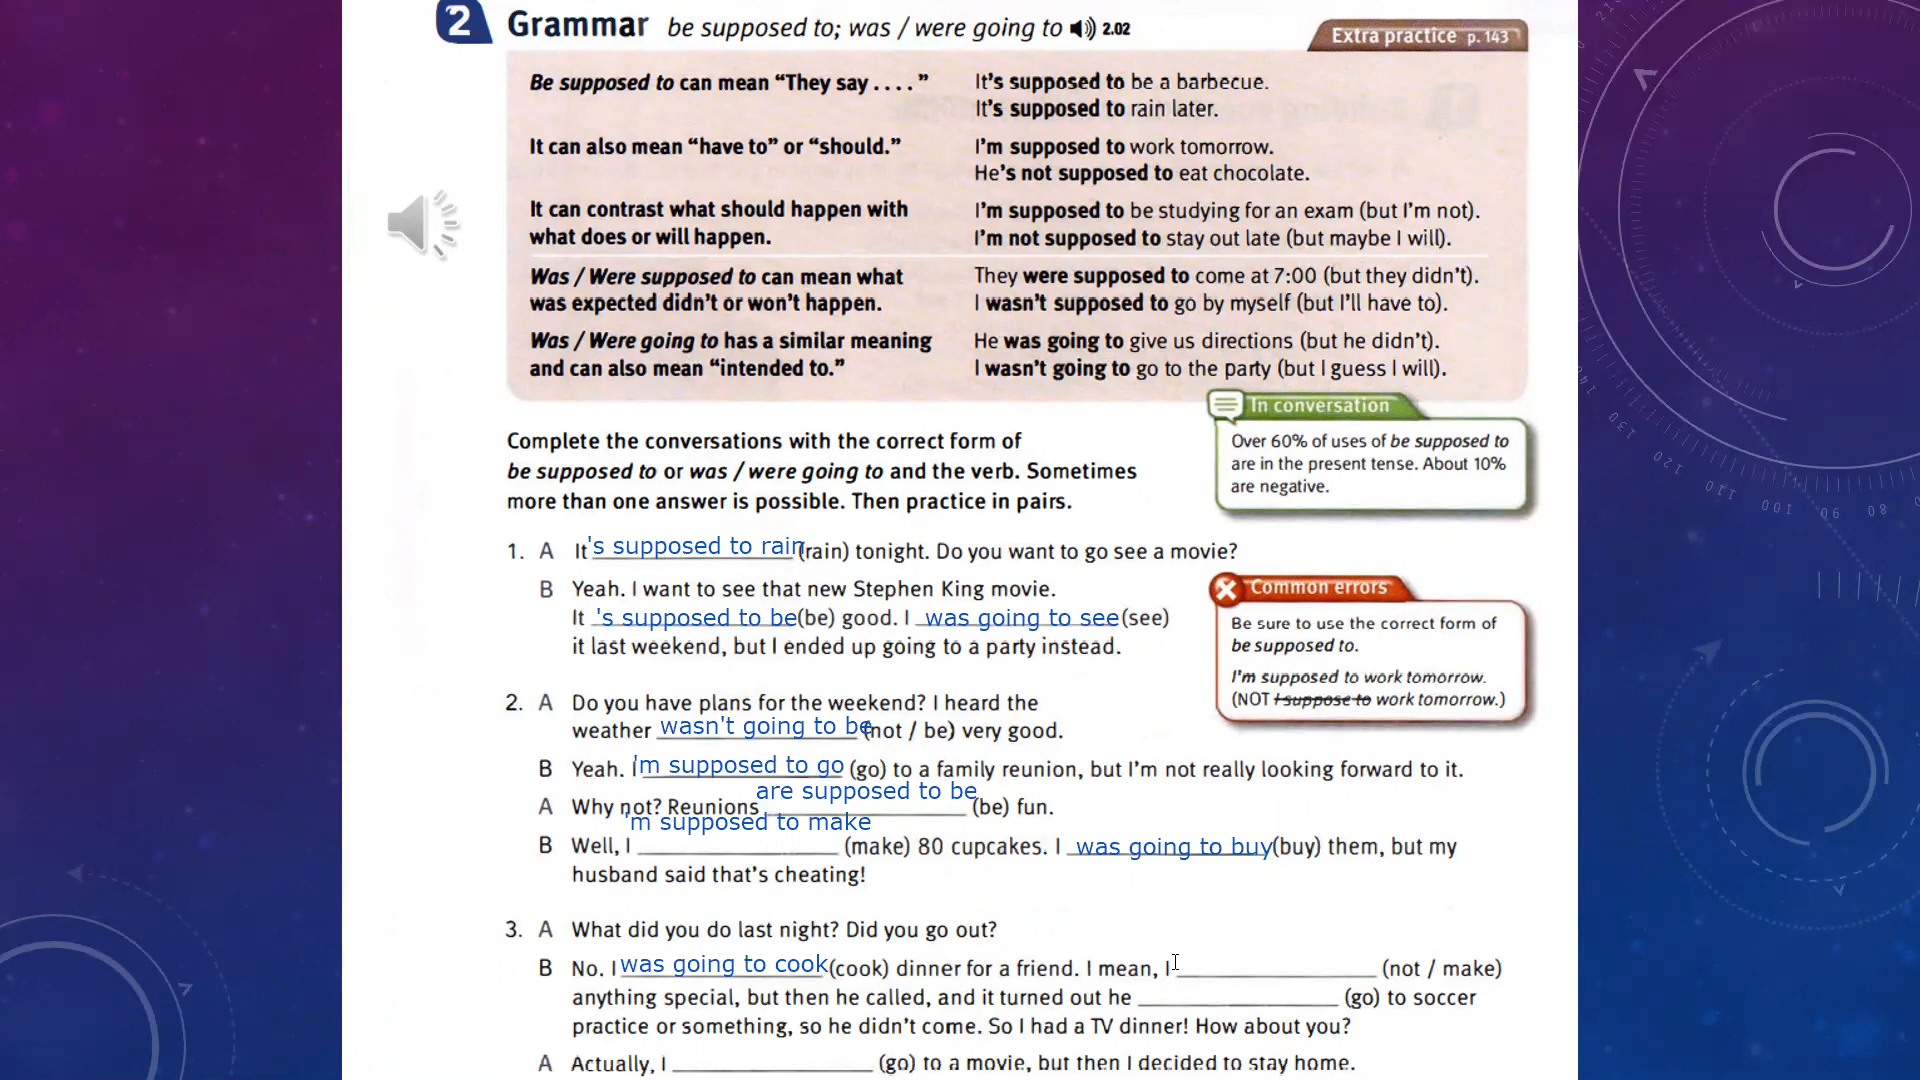 2 Grammar be supposed to; was / were going to 2.02
Extra practice p. 143
Be supposed to can mean “They say . . . . ” It’s supposed to be a barbecue.
It’s supposed to rain later.
It can also mean “have to” or “should.” I’m supposed to work tomorrow.
He’s not supposed to eat chocolate.
It can contrast what should happen with I’m supposed to be studying for an exam (but I’m not).
what does or will happen. I’m not supposed to stay out late (but maybe I will).
Was / Were supposed to can mean what They were supposed to come at 7:00 (but they didn’t).
was expected didn’t or won’t happen. I wasn’t supposed to go by myself (but I’ll have to).
Was / Were going to has a similar meaning He was going to give us directions (but he didn’t).
and can also mean “intended to.” I wasn’t going to go to the party (but I guess I will).
In conversation
Over 60% of uses of be supposed to
are in the present tense. About 10%
are negative.
Complete the conversations with the correct form of
be supposed to or was / were going to and the verb. Sometimes
more than one answer is possible. Then practice in pairs.
1. A It 's supposed to rain (rain) tonight. Do you want to go see a movie?
B Yeah. I want to see that new Stephen King movie.
It 's supposed to be (be) good. I was going to see (see)
it last weekend, but I ended up going to a party instead.
Common errors
Be sure to use the correct form of
be supposed to.
I’m supposed to work tomorrow.
(NOT I suppose to work tomorrow.)
2. A Do you have plans for the weekend? I heard the
weather wasn't going to be (not / be) very good.
B Yeah. I 'm supposed to go (go) to a family reunion, but I’m not really looking forward to it.
A Why not? Reunions are supposed to be (be) fun.
B Well, I 'm supposed to make (make) 80 cupcakes. I was going to buy (buy) them, but my
husband said that’s cheating!
3. A What did you do last night? Did you go out?
B No. I was going to cook (cook) dinner for a friend. I mean, I ____________ (not / make)
anything special, but then he called, and it turned out he ____________ (go) to soccer
practice or something, so he didn’t come. So I had a TV dinner! How about you?
A Actually, I ____________ (go) to a movie, but then I decided to stay home.